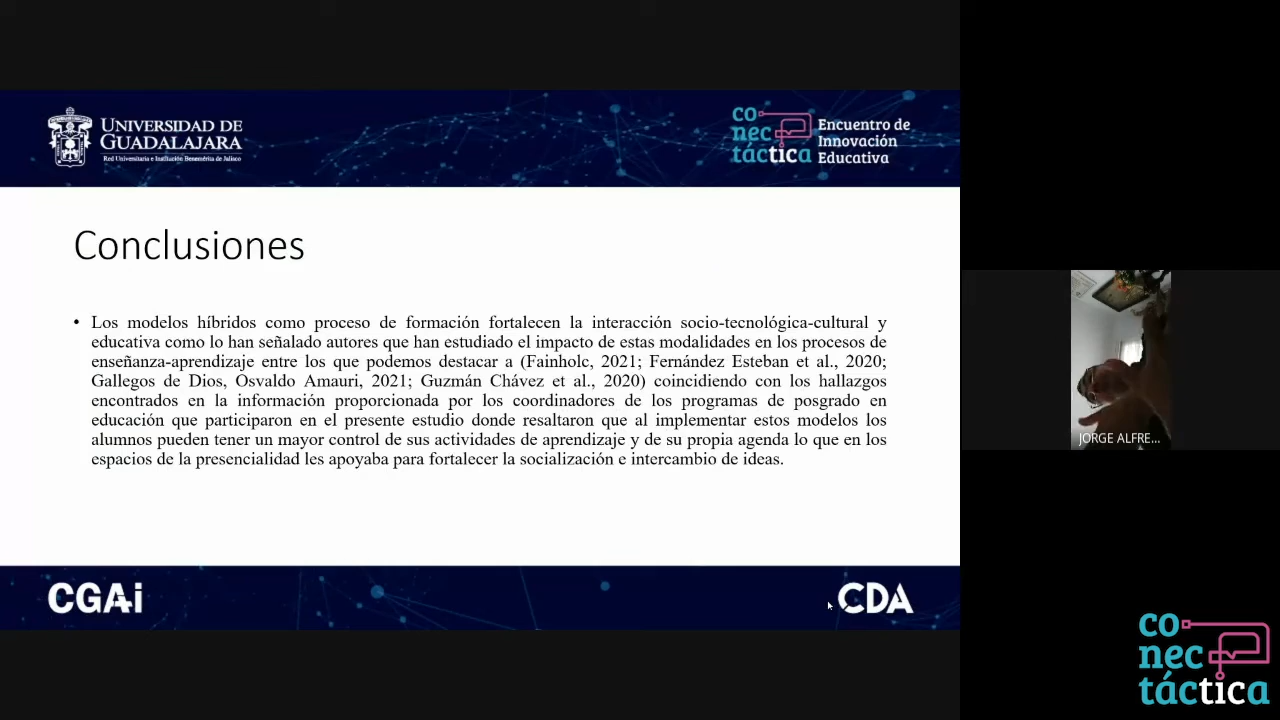 UNIVERSIDAD DE
GUADALAJARA
Red Universitaria e Institución Benemérita de Jalisco
co
nec
táctica
Encuentro de
Innovación
Educativa
Conclusiones
• Los modelos híbridos como proceso de formación fortalecen la interacción socio-tecnológica-cultural y
educativa como lo han señalado autores que han estudiado el impacto de estas modalidades en los procesos de
enseñanza-aprendizaje entre los que podemos destacar a (Fainholc, 2021; Fernández Esteban et al., 2020;
Gallegos de Dios, Osvaldo Amauri, 2021; Guzmán Chávez et al., 2020) coincidiendo con los hallazgos
encontrados en la información proporcionada por los coordinadores de los programas de posgrado en
educación que participaron en el presente estudio donde resaltaron que al implementar estos modelos los
alumnos pueden tener un mayor control de sus actividades de aprendizaje y de su propia agenda lo que en los
espacios de la presencialidad les apoyaba para fortalecer la socialización e intercambio de ideas.
CGAi
CDA
JORGE ALFRE...
co
nec
táctica